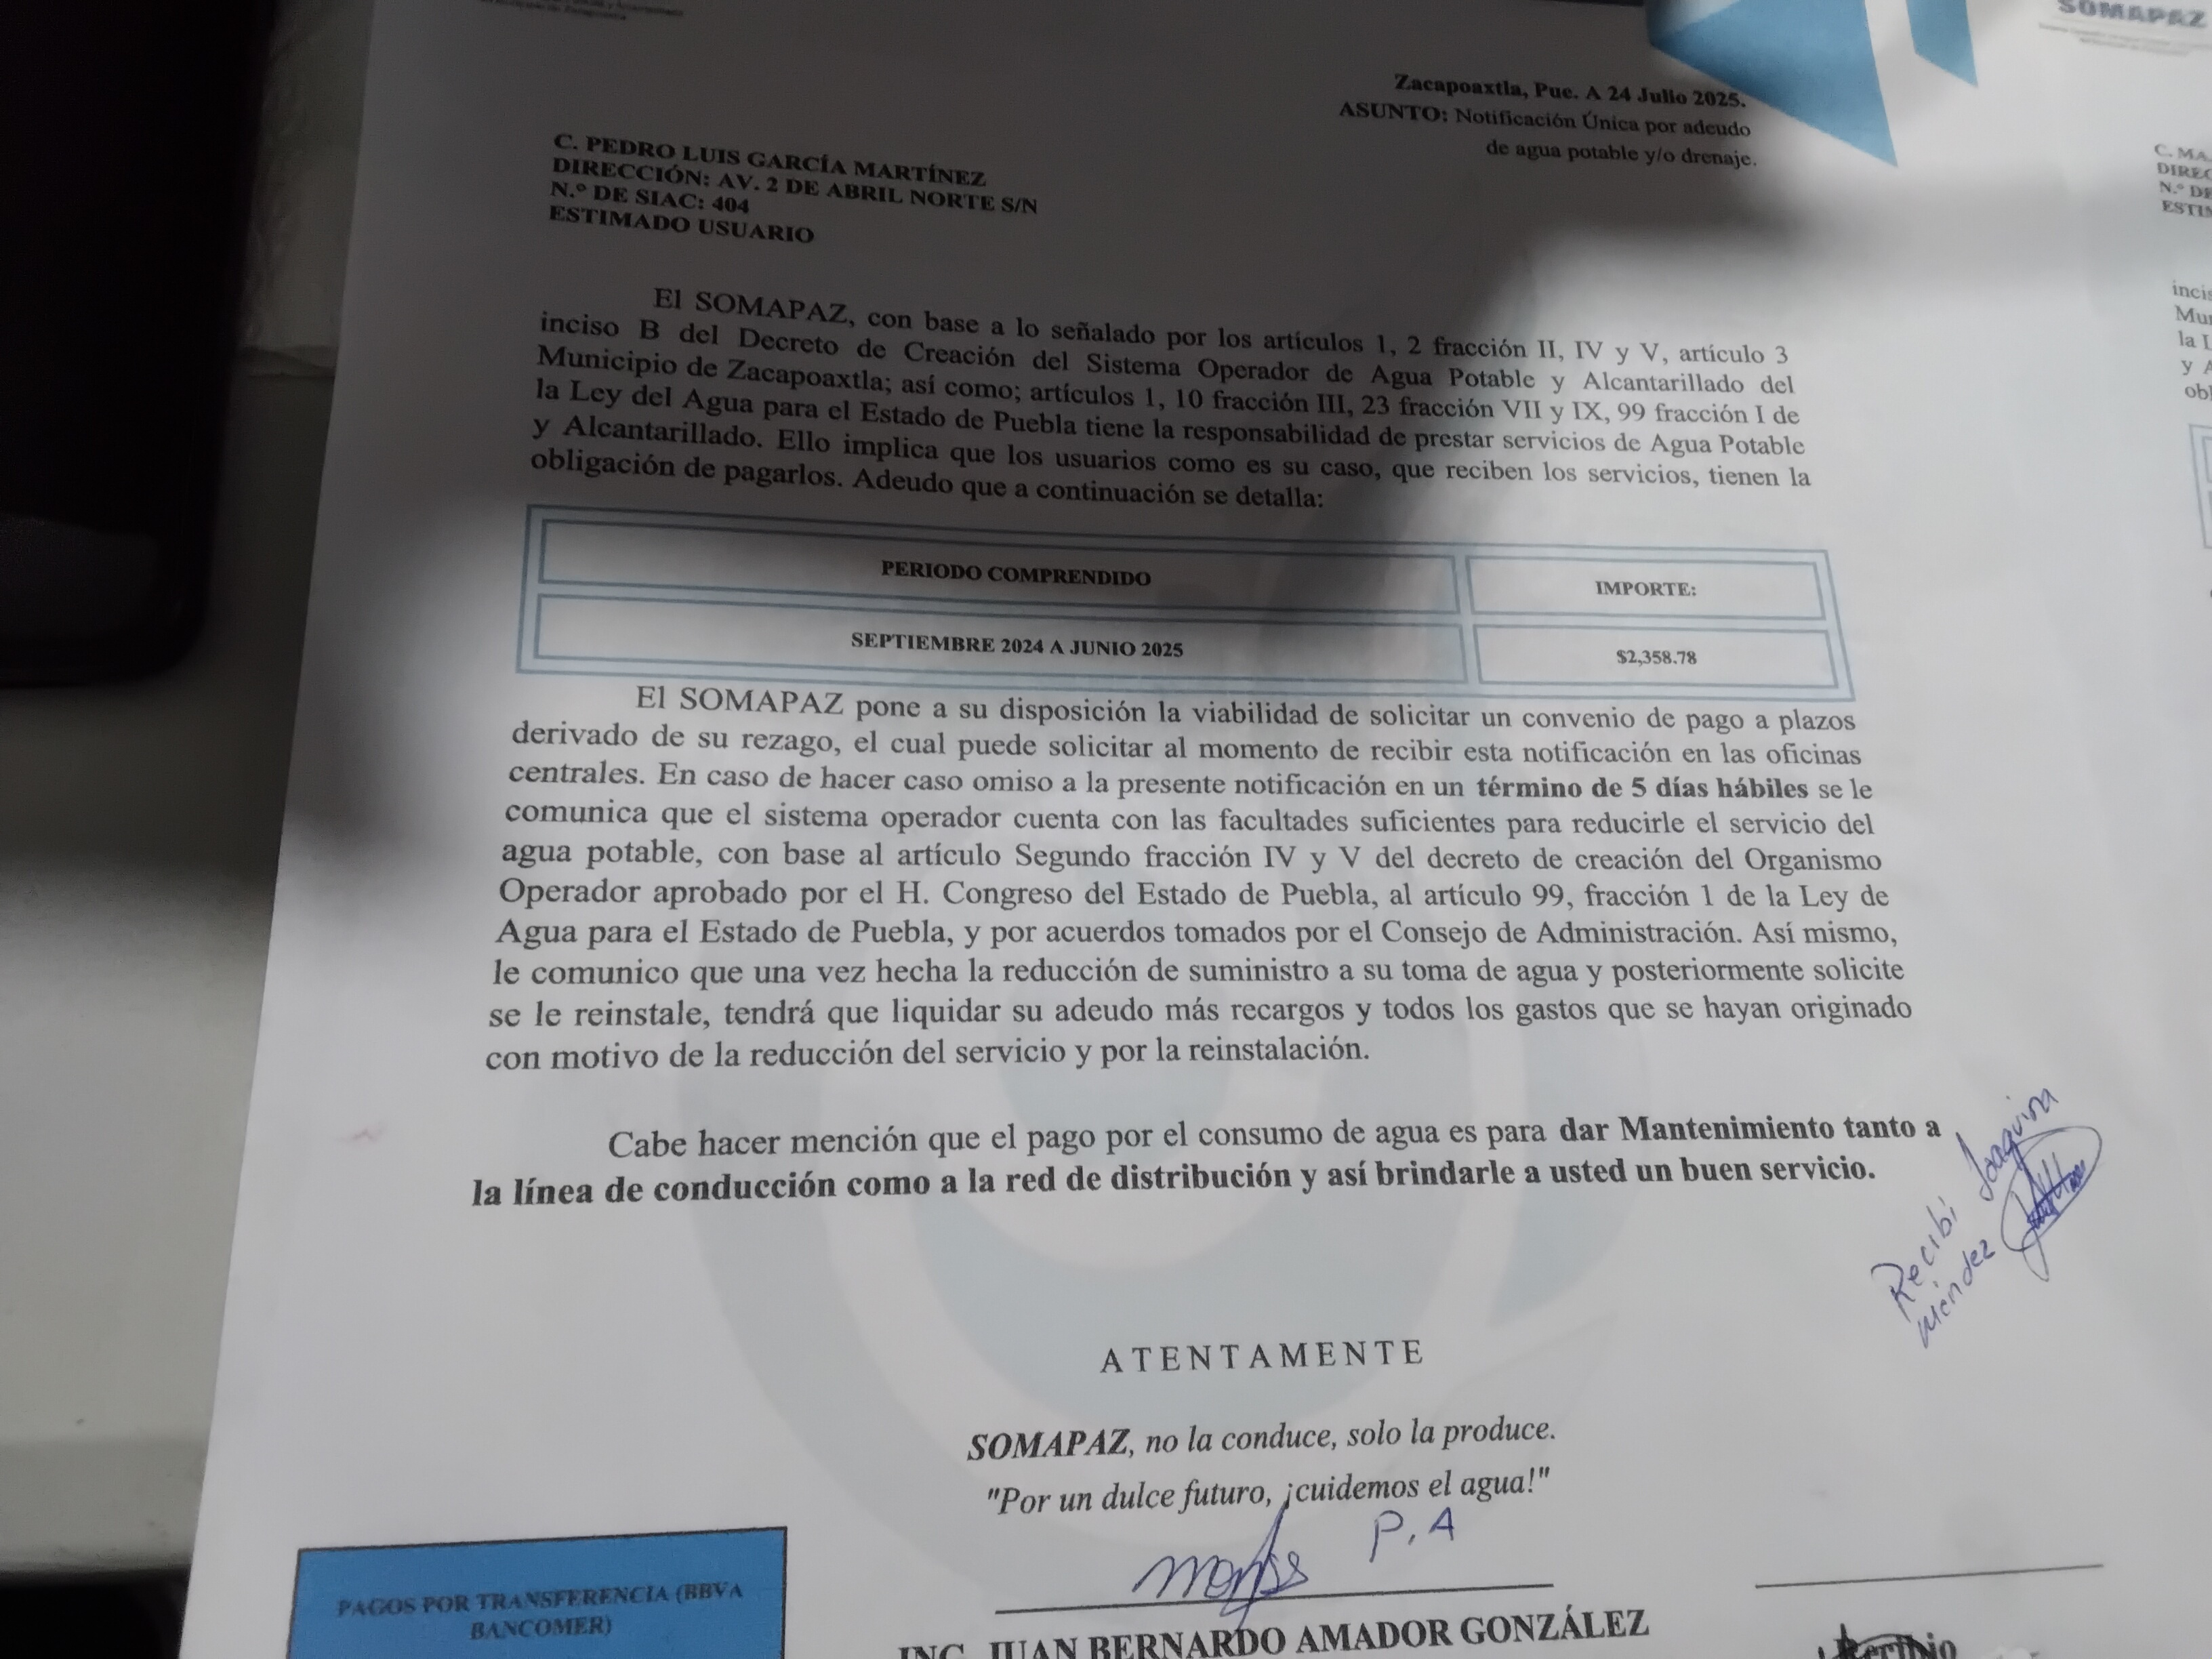 SOMAPAZ
Zacapoaxtla, Pue. A 24 Julio 2025.
ASUNTO: Notificación Única por adeudo
de agua potable y/o drenaje.
C. PEDRO LUIS GARCÍA MARTÍNEZ
DIRECCIÓN: AV. 2 DE ABRIL NORTE S/N
N.º DE SIAC: 404
ESTIMADO USUARIO
El SOMAPAZ, con base a lo señalado por los artículos 1, 2 fracción II, IV y V, artículo 3
inciso B del Decreto de Creación del Sistema Operador de Agua Potable y Alcantarillado del
Municipio de Zacapoaxtla; así como; artículos 1, 10 fracción III, 23 fracción VII y IX, 99 fracción I de
la Ley del Agua para el Estado de Puebla tiene la responsabilidad de prestar servicios de Agua Potable
y Alcantarillado. Ello implica que los usuarios como es su caso, que reciben los servicios, tienen la
obligación de pagarlos. Adeudo que a continuación se detalla:
PERIODO COMPRENDIDO IMPORTE:
SEPTIEMBRE 2024 A JUNIO 2025 $2,358.78
El SOMAPAZ pone a su disposición la viabilidad de solicitar un convenio de pago a plazos
derivado de su rezago, el cual puede solicitar al momento de recibir esta notificación en las oficinas
centrales. En caso de hacer caso omiso a la presente notificación en un término de 5 días hábiles se le
comunica que el sistema operador cuenta con las facultades suficientes para reducirle el servicio del
agua potable, con base al artículo Segundo fracción IV y V del decreto de creación del Organismo
Operador aprobado por el H. Congreso del Estado de Puebla, al artículo 99, fracción 1 de la Ley de
Agua para el Estado de Puebla, y por acuerdos tomados por el Consejo de Administración. Así mismo,
le comunico que una vez hecha la reducción de suministro a su toma de agua y posteriormente solicite
se le reinstale, tendrá que liquidar su adeudo más recargos y todos los gastos que se hayan originado
con motivo de la reducción del servicio y por la reinstalación.
Cabe hacer mención que el pago por el consumo de agua es para dar Mantenimiento tanto a
la línea de conducción como a la red de distribución y así brindarle a usted un buen servicio.
Recibí Joaquina
Méndez
ATENTAMENTE
SOMAPAZ, no la conduce, solo la produce.
"Por un dulce futuro, ¡cuidemos el agua!"
P.A
PAGOS POR TRANSFERENCIA (BBVA
BANCOMER)
ING. JUAN BERNARDO AMADOR GONZÁLEZ
C. MA.
N.º DE